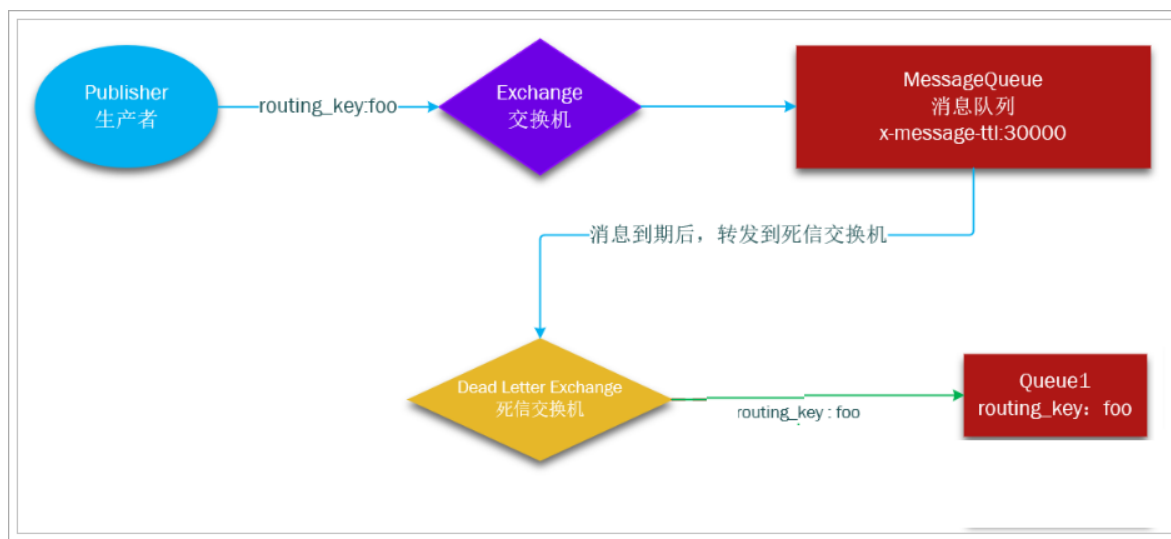 Publisher
生产者
routing_key:foo
Exchange
交换机
MessageQueue
消息队列
x-message-ttl:30000
消息到期后，转发到死信交换机
Dead Letter Exchange
死信交换机
routing_key : foo
Queue1
routing_key：foo